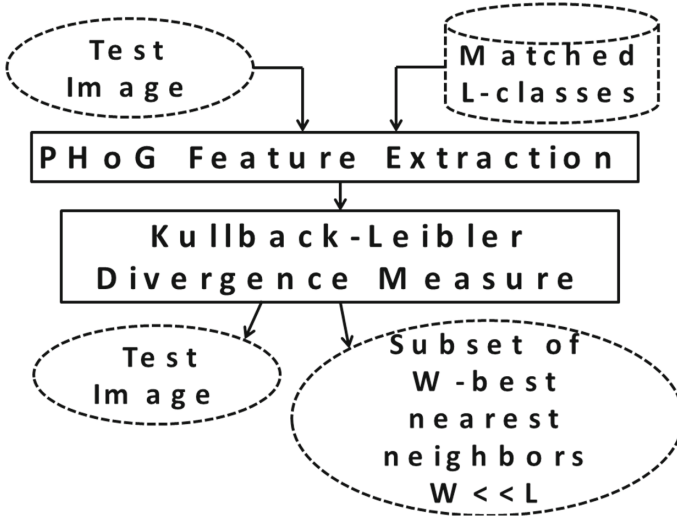 Test
Image
Matched
L-classes
PHoG Feature Extraction
Kullback-Leibler
Divergence Measure
Test
Image
Subset of
W-best
nearest
neighbors
W<<L